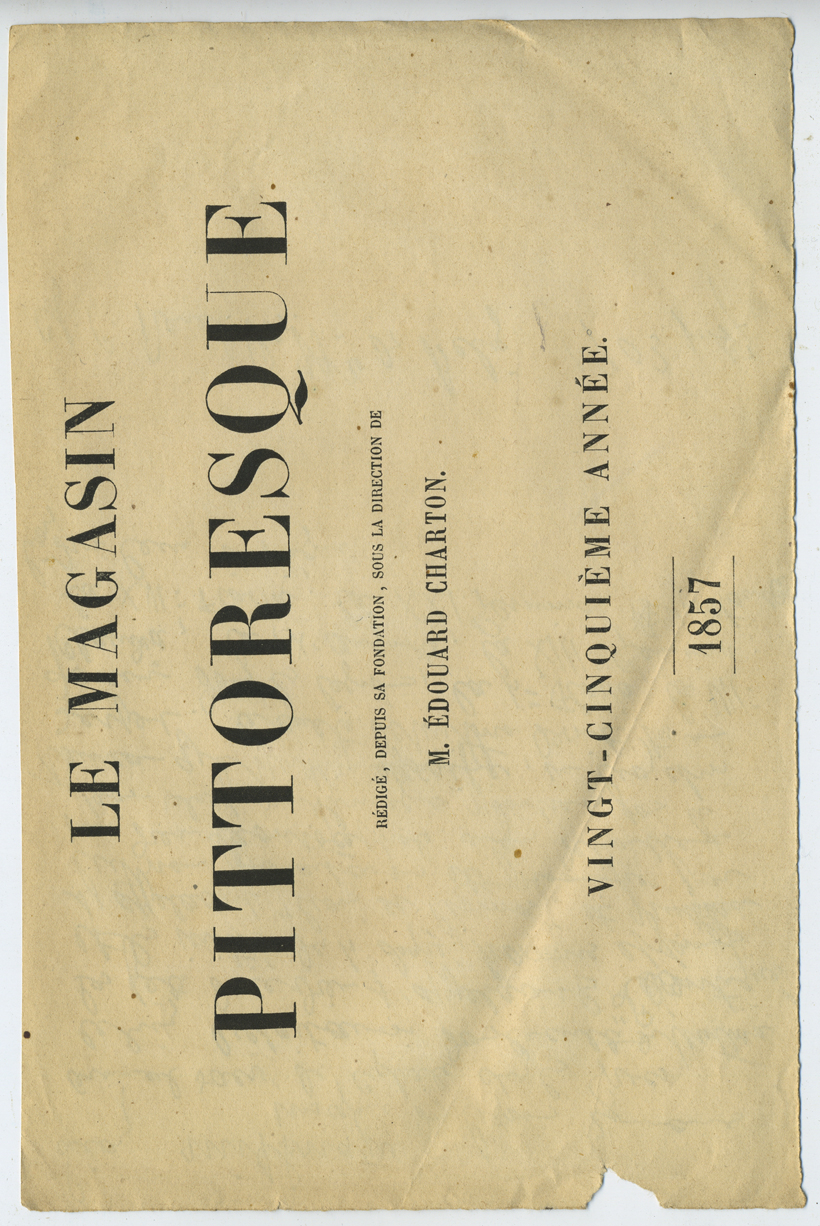 LE MAGASIN
PITTORESQUE
RÉDIGÉ, DEPUIS SA FONDATION, SOUS LA DIRECTION DE
M. ÉDOUARD CHARTON.
VINGT-CINQUIÈME ANNÉE.
1857